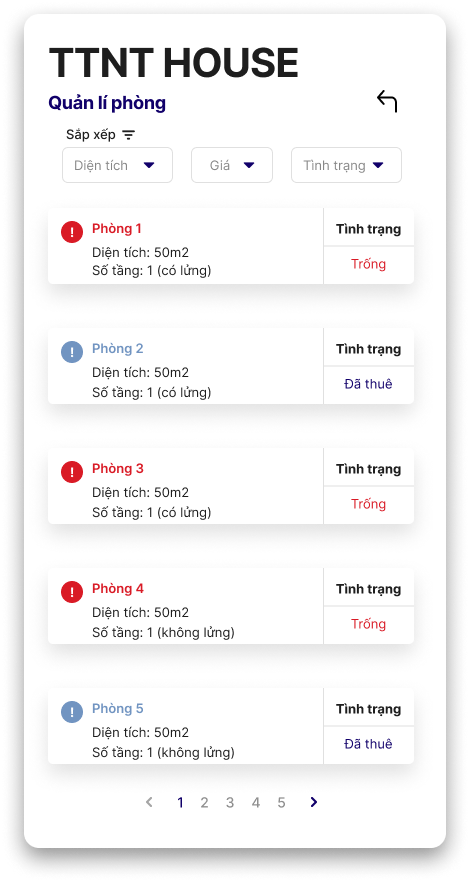 TTNT HOUSE
Quản lí phòng
Sắp xếp
Diện tích Giá Tình trạng
Phòng 1 Tình trạng
Diện tích: 50m2
Số tầng: 1 (có lửng) Trống
Phòng 2 Tình trạng
Diện tích: 50m2
Số tầng: 1 (có lửng) Đã thuê
Phòng 3 Tình trạng
Diện tích: 50m2
Số tầng: 1 (có lửng) Trống
Phòng 4 Tình trạng
Diện tích: 50m2
Số tầng: 1 (không lửng) Trống
Phòng 5 Tình trạng
Diện tích: 50m2
Số tầng: 1 (không lửng) Đã thuê
1 2 3 4 5